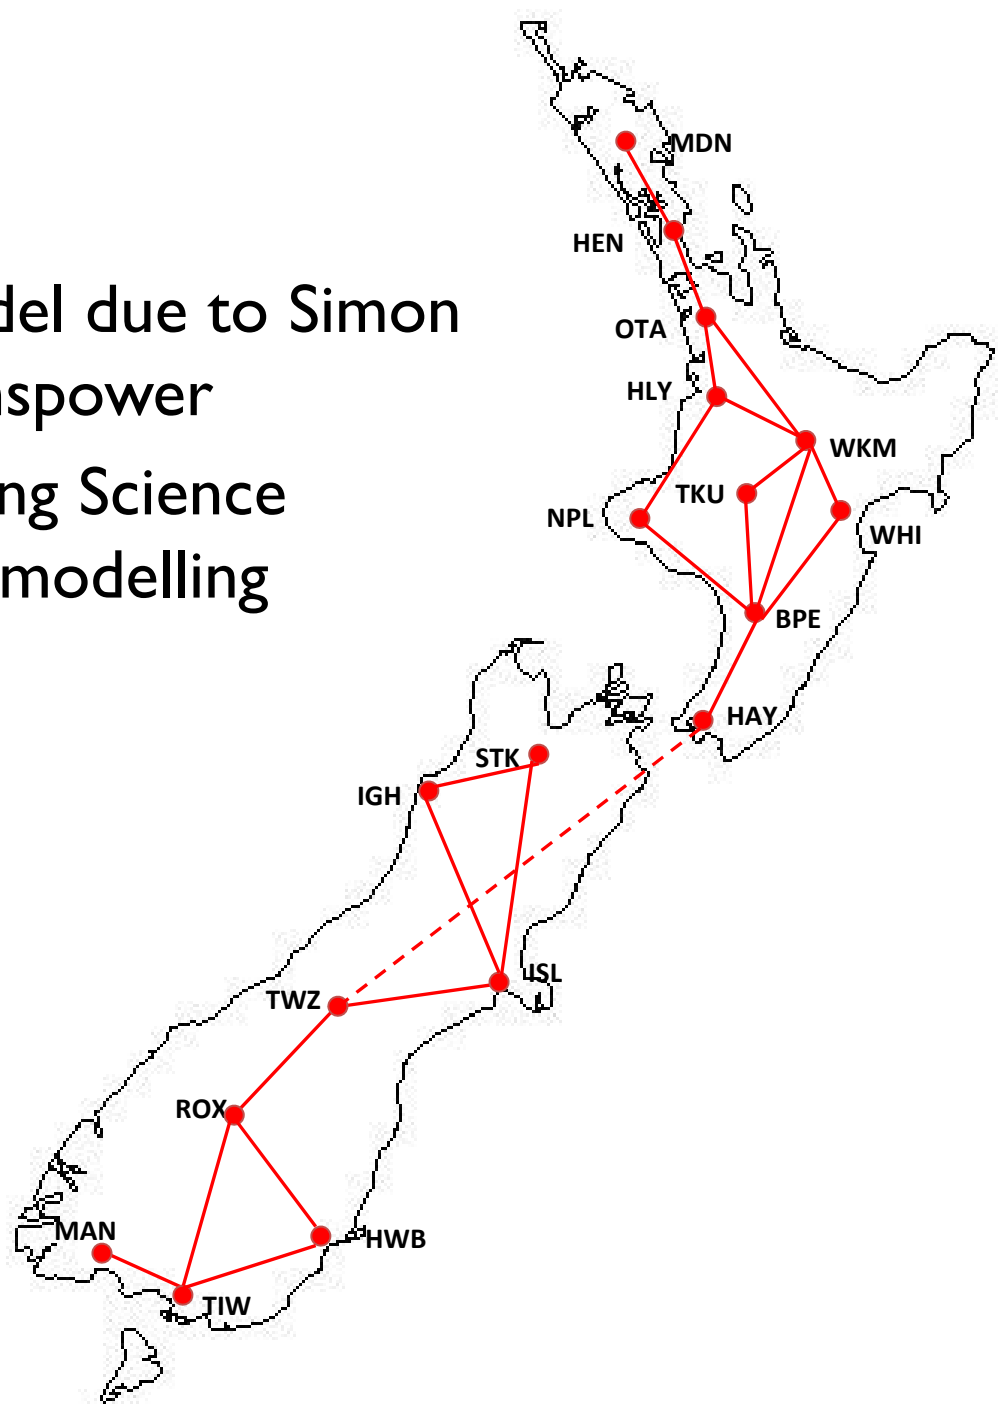 MDN
HEN
del due to Simon
OTA
nspower
HLY
WKM
ng Science
TKU
NPL
WHI
modelling
BPE
HAY
STK
IGH
ISL
TWZ
ROX
MAN
HWB
TIW